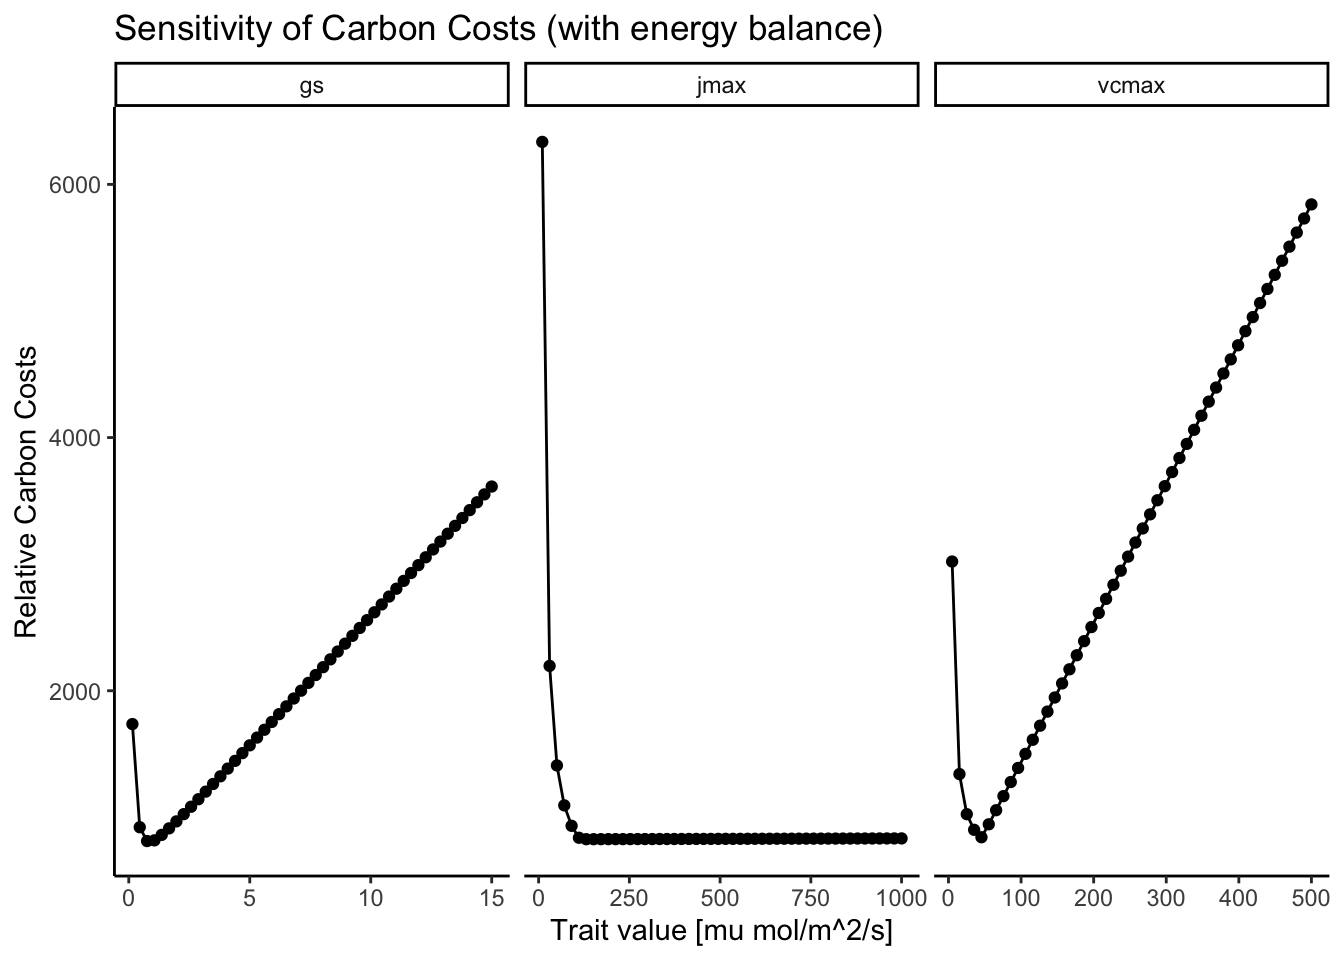 Sensitivity of Carbon Costs (with energy balance)
gs
jmax
vcmax
Relative Carbon Costs
6000
4000
2000
0 5 10 15
0 250 500 750 1000
0 100 200 300 400 500
Trait value [mu mol/m^2/s]